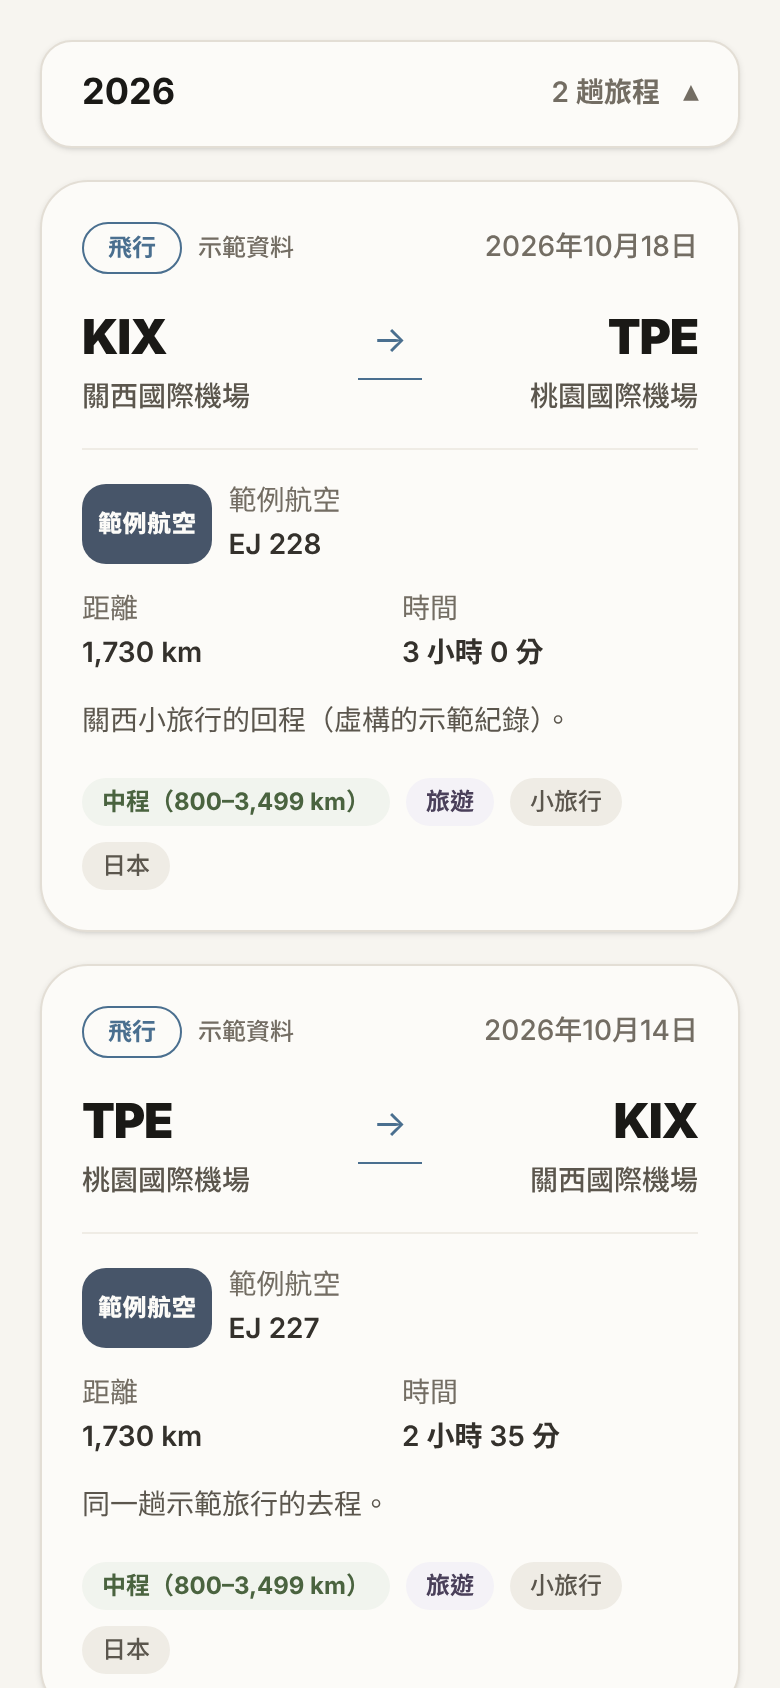 2026
2 趟旅程 ▲
飛行 示範資料 2026年10月18日
KIX → TPE
關西國際機場 桃園國際機場
範例航空
範例航空
EJ 228
距離 時間
1,730 km 3 小時 0 分
關西小旅行的回程（虛構的示範紀錄）。
中程（800–3,499 km） 旅遊 小旅行
日本
飛行 示範資料 2026年10月14日
TPE → KIX
桃園國際機場 關西國際機場
範例航空
範例航空
EJ 227
距離 時間
1,730 km 2 小時 35 分
同一趟示範旅行的去程。
中程（800–3,499 km） 旅遊 小旅行
日本